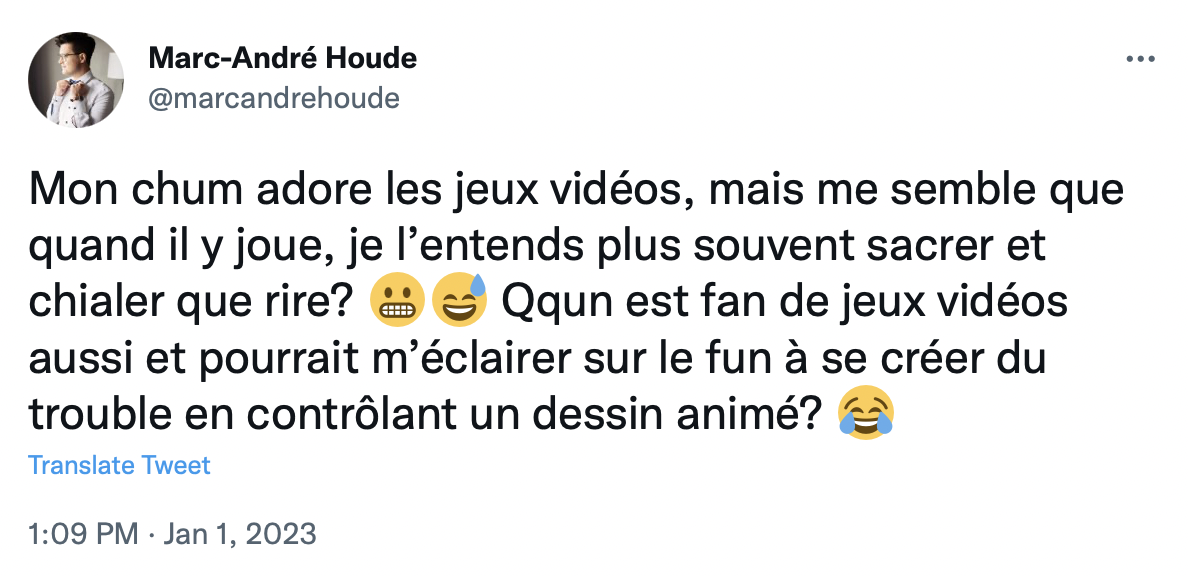 Marc-André Houde
@marcandrehoude
Mon chum adore les jeux vidéos, mais me semble que
quand il y joue, je l’entends plus souvent sacrer et
chialer que rire? 😬😅 Qqun est fan de jeux vidéos
aussi et pourrait m’éclairer sur le fun à se créer du
trouble en contrôlant un dessin animé? 😂
Translate Tweet
1:09 PM · Jan 1, 2023